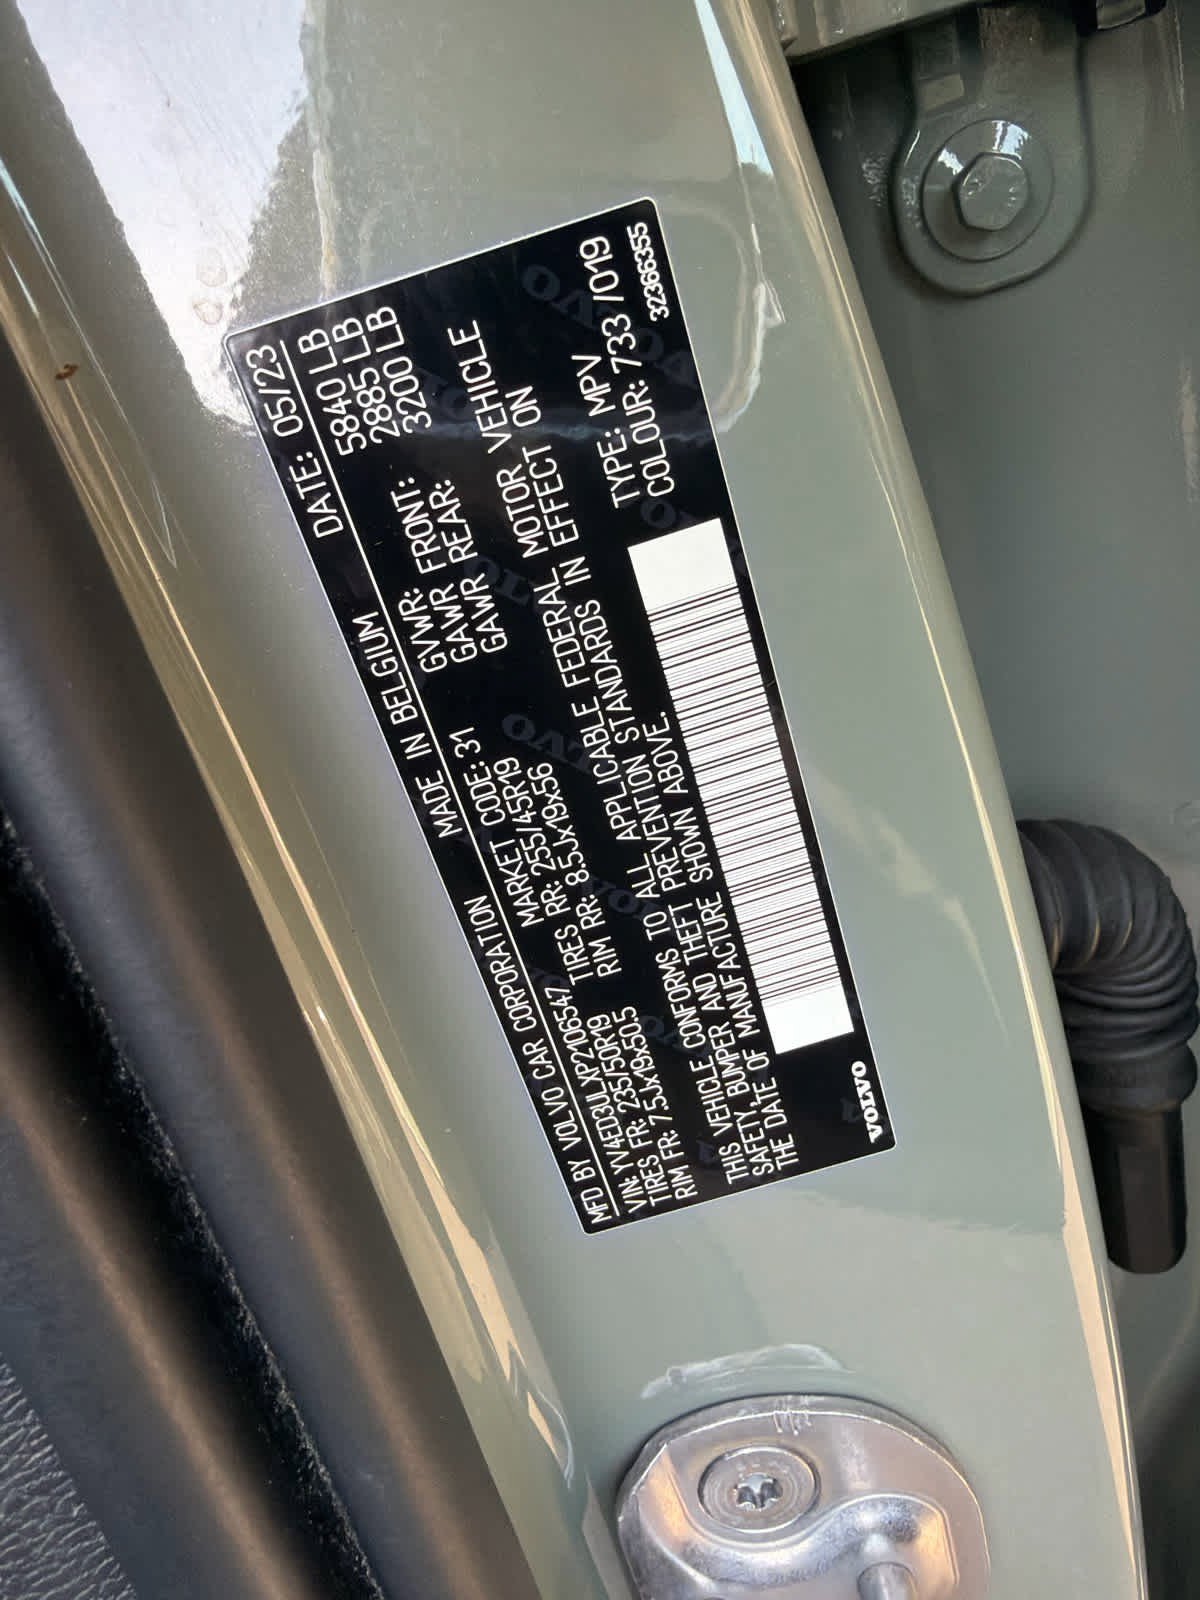 MFD BY VOLVO CAR CORPORATION MADE IN BELGIUM DATE: 05/23
VIN: YV4ED3ULXP2106547 MARKET CODE: 31 GVWR: 5840 LB
TIRES FR: 235/50R19 TIRES RR: 255/45R19 GAWR FRONT: 2885 LB
RIM FR: 7.5Jx19x50.5 RIM RR: 8.5Jx19x56 GAWR REAR: 3200 LB
THIS VEHICLE CONFORMS TO ALL APPLICABLE FEDERAL MOTOR VEHICLE
SAFETY, BUMPER AND THEFT PREVENTION STANDARDS IN EFFECT ON
THE DATE OF MANUFACTURE SHOWN ABOVE.
TYPE: MPV
COLOUR: 733 /019
VOLVO
32366355